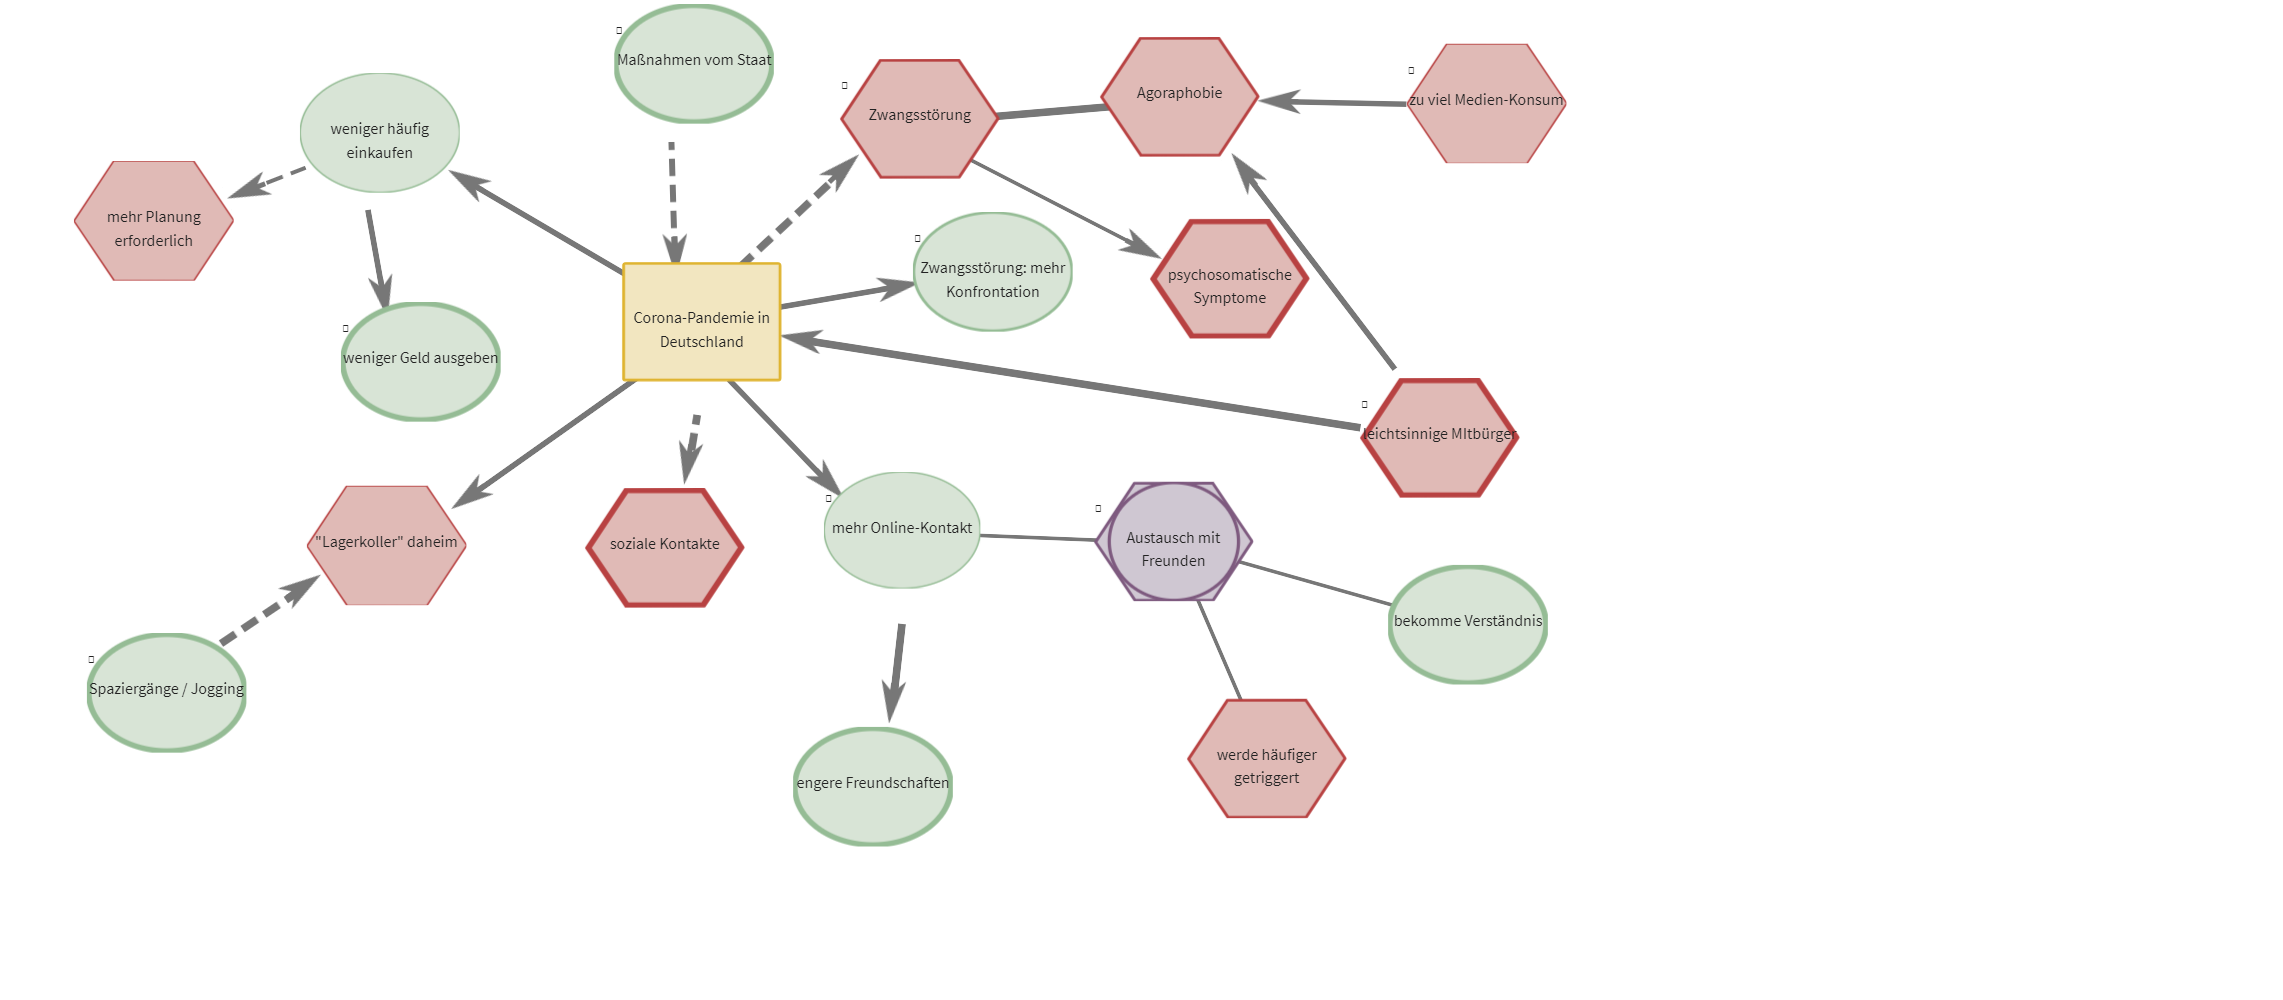 Maßnahmen vom Staat
Zwangsstörung
Agoraphobie
zu viel Medien-Konsum
weniger häufig
einkaufen
mehr Planung
erforderlich
Zwangsstörung: mehr
Konfrontation
psychosomatische
Symptome
Corona-Pandemie in
Deutschland
weniger Geld ausgeben
leichtsinnige MItbürger
"Lagerkoller" daheim
soziale Kontakte
mehr Online-Kontakt
Austausch mit
Freunden
bekomme Verständnis
Spaziergänge / Jogging
engere Freundschaften
werde häufiger
getriggert